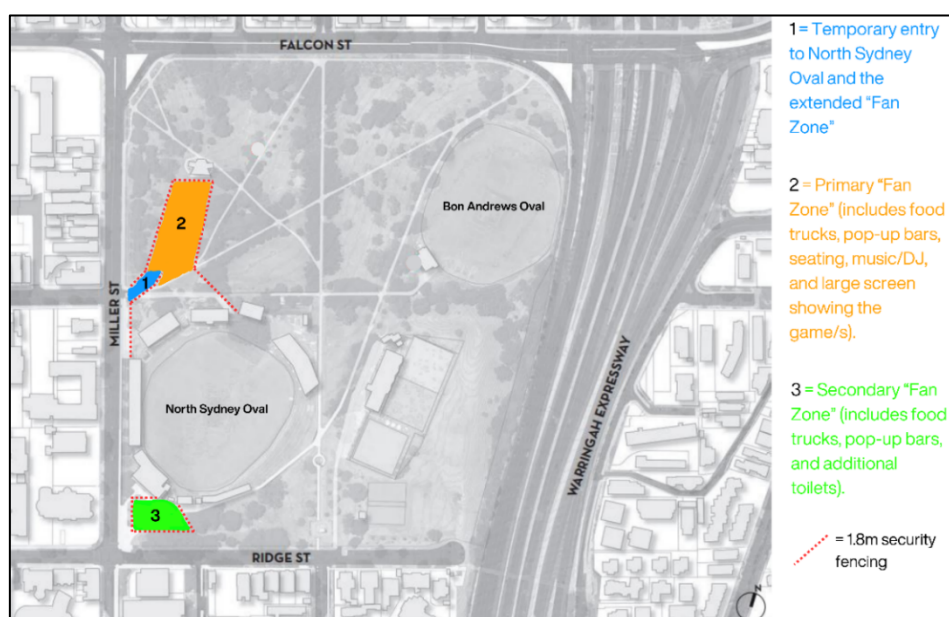 FALCON ST
MILLER ST
Bon Andrews Oval
2
1
North Sydney Oval
WARRINGAH EXPRESSWAY
3
RIDGE ST
N
1= Temporary entry
to North Sydney
Oval and the
extended "Fan
Zone"
2 = Primary "Fan
Zone" (includes food
trucks, pop-up bars,
seating, music/DJ,
and large screen
showing the
game/s).
3 = Secondary "Fan
Zone" (includes food
trucks, pop-up bars,
and additional
toilets).
= 1.8m security
fencing